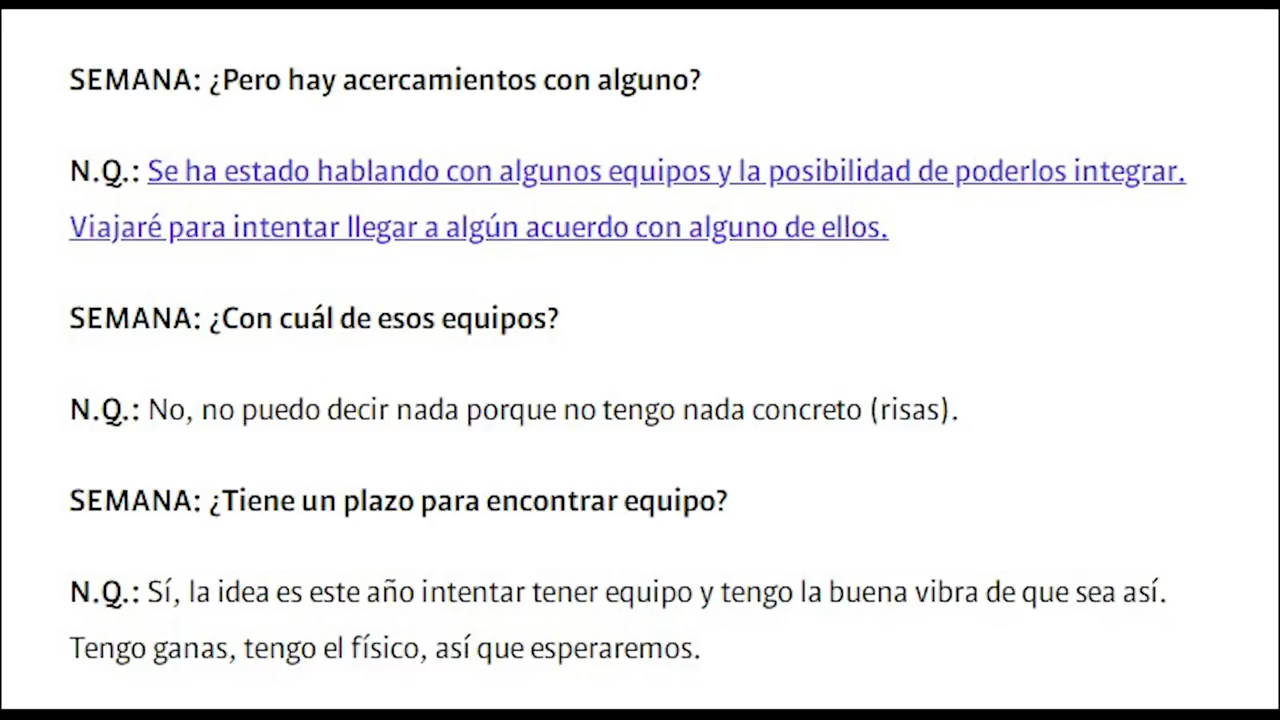 SEMANA: ¿Pero hay acercamientos con alguno?
N.Q.: Se ha estado hablando con algunos equipos y la posibilidad de poderlos integrar.
Viajaré para intentar llegar a algún acuerdo con alguno de ellos.
SEMANA: ¿Con cuál de esos equipos?
N.Q.: No, no puedo decir nada porque no tengo nada concreto (risas).
SEMANA: ¿Tiene un plazo para encontrar equipo?
N.Q.: Sí, la idea es este año intentar tener equipo y tengo la buena vibra de que sea así.
Tengo ganas, tengo el físico, así que esperaremos.